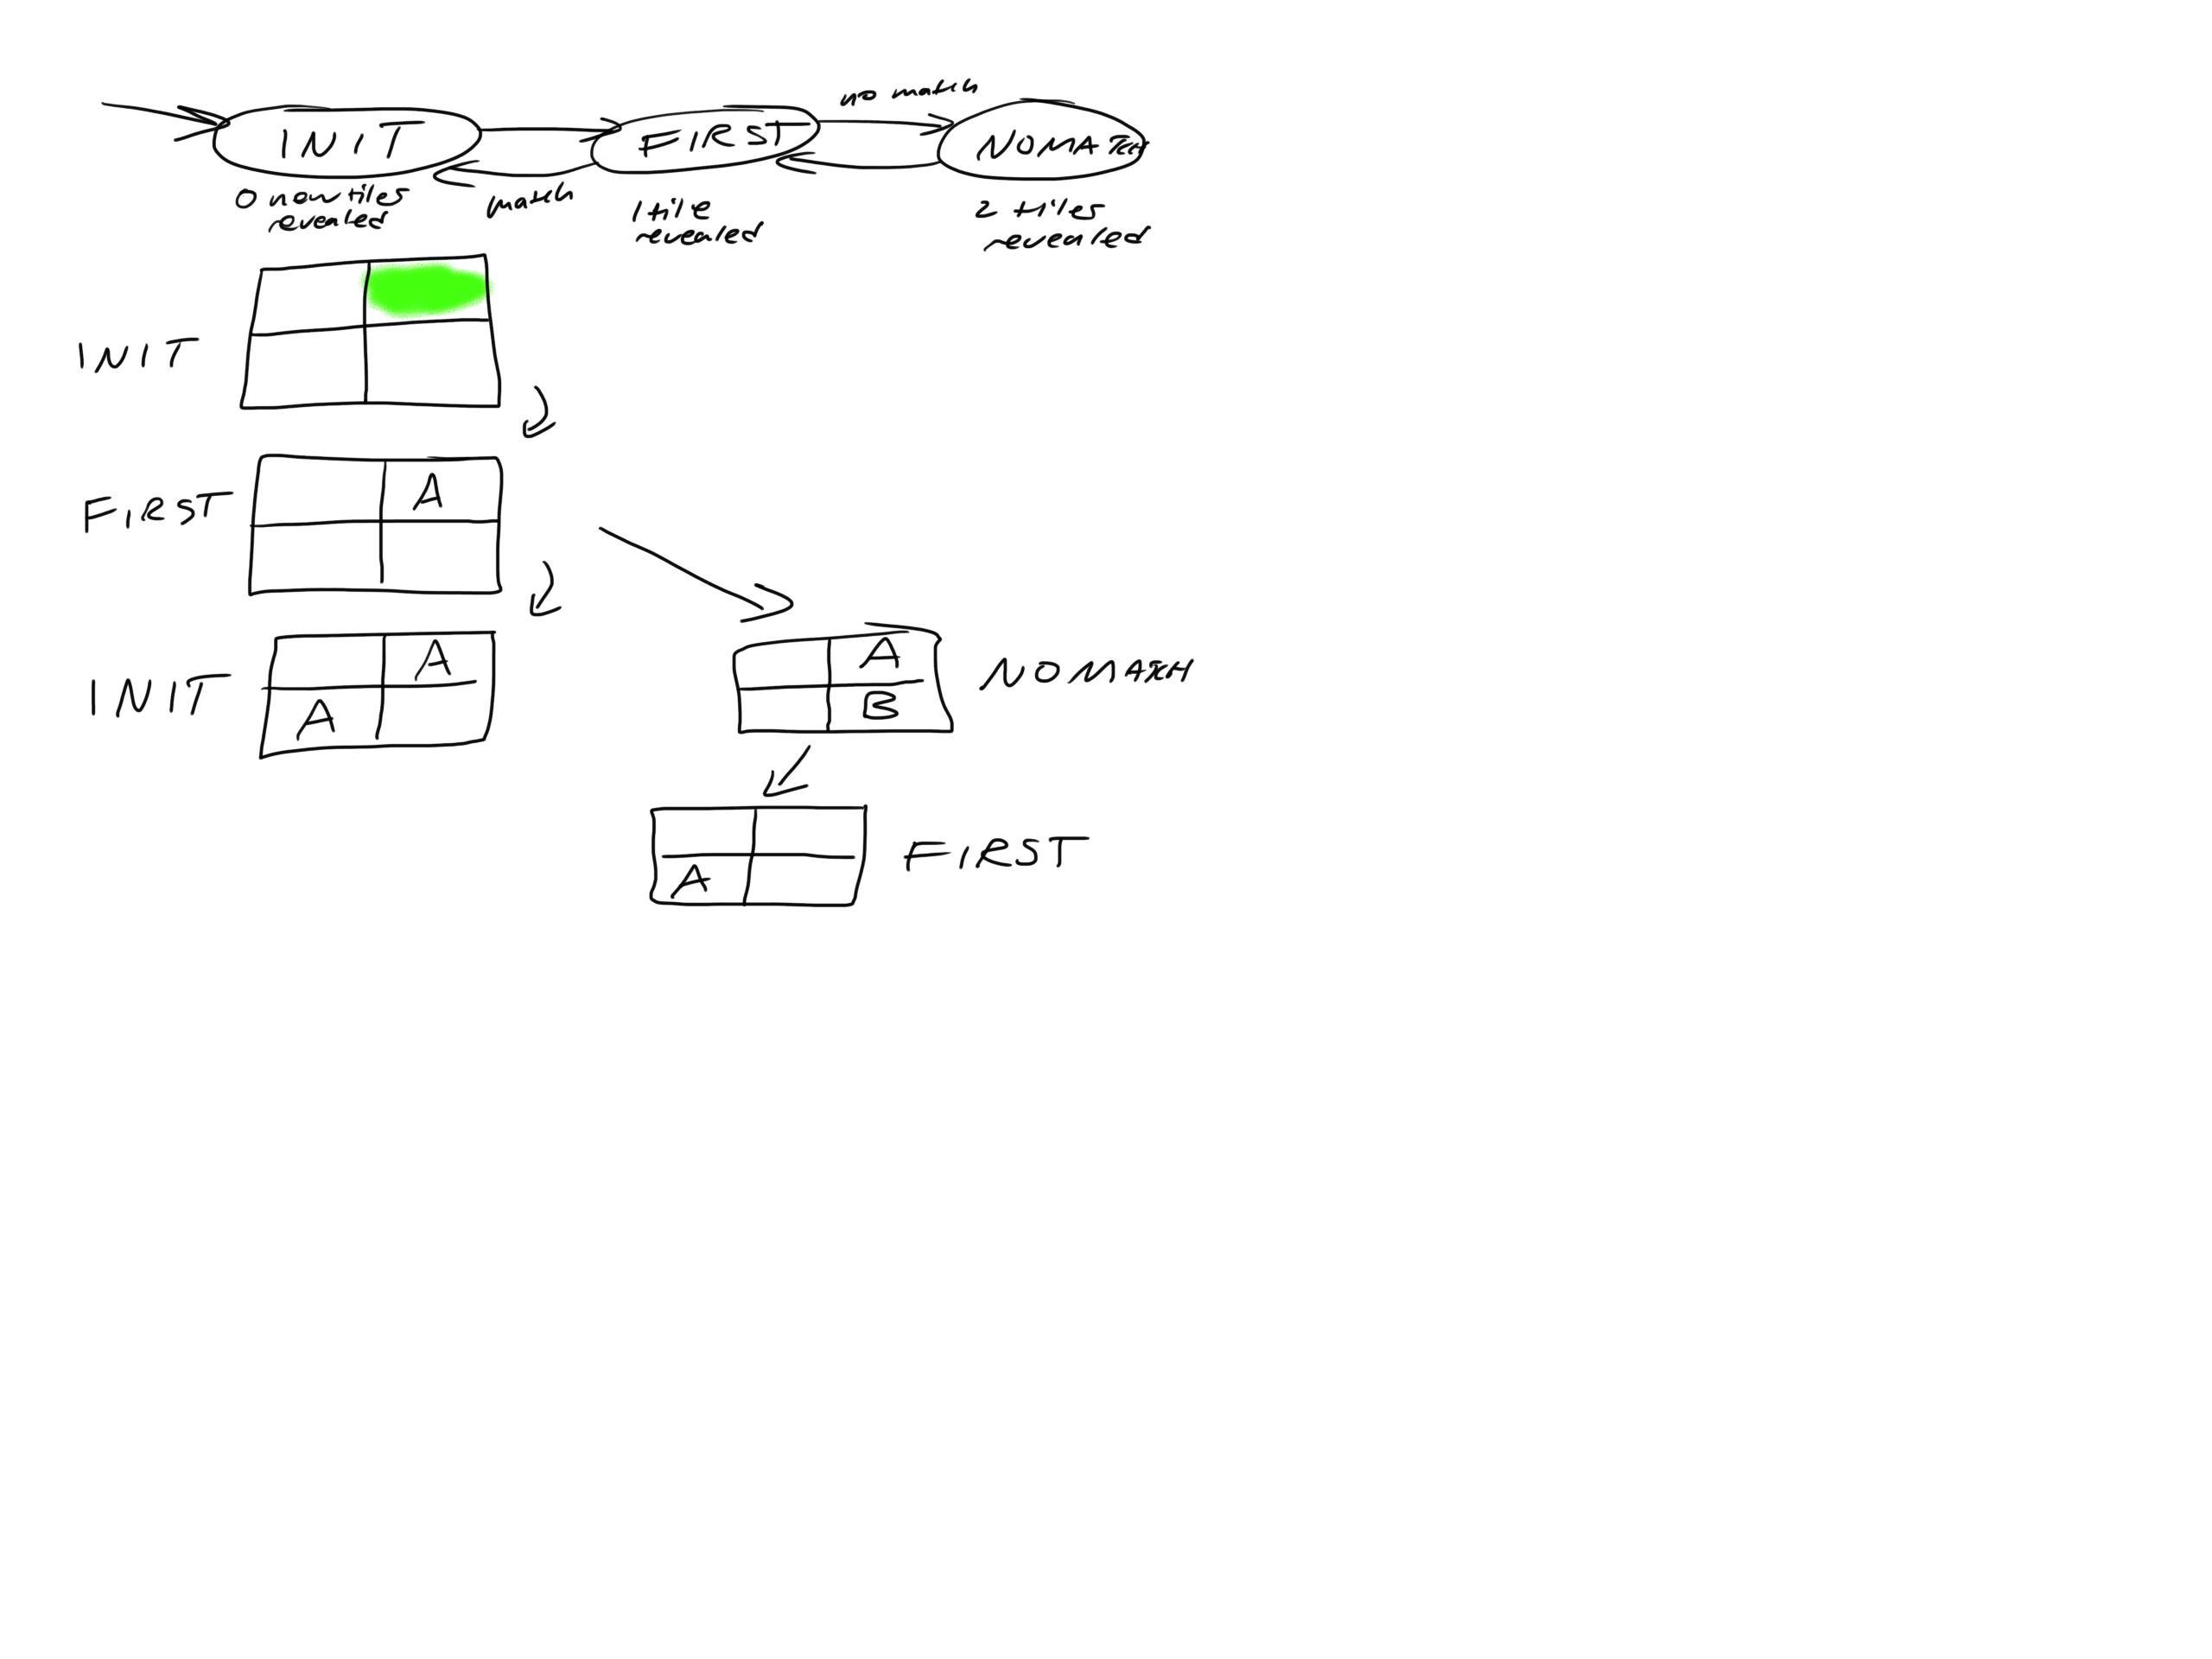 no match
INIT
FIRST
NOMATCH
0 new tiles
revealed
match
1 tile
revealed
2 tiles
revealed
INIT
FIRST
A
INIT
A
A
A
B
NOMATCH
A
FIRST